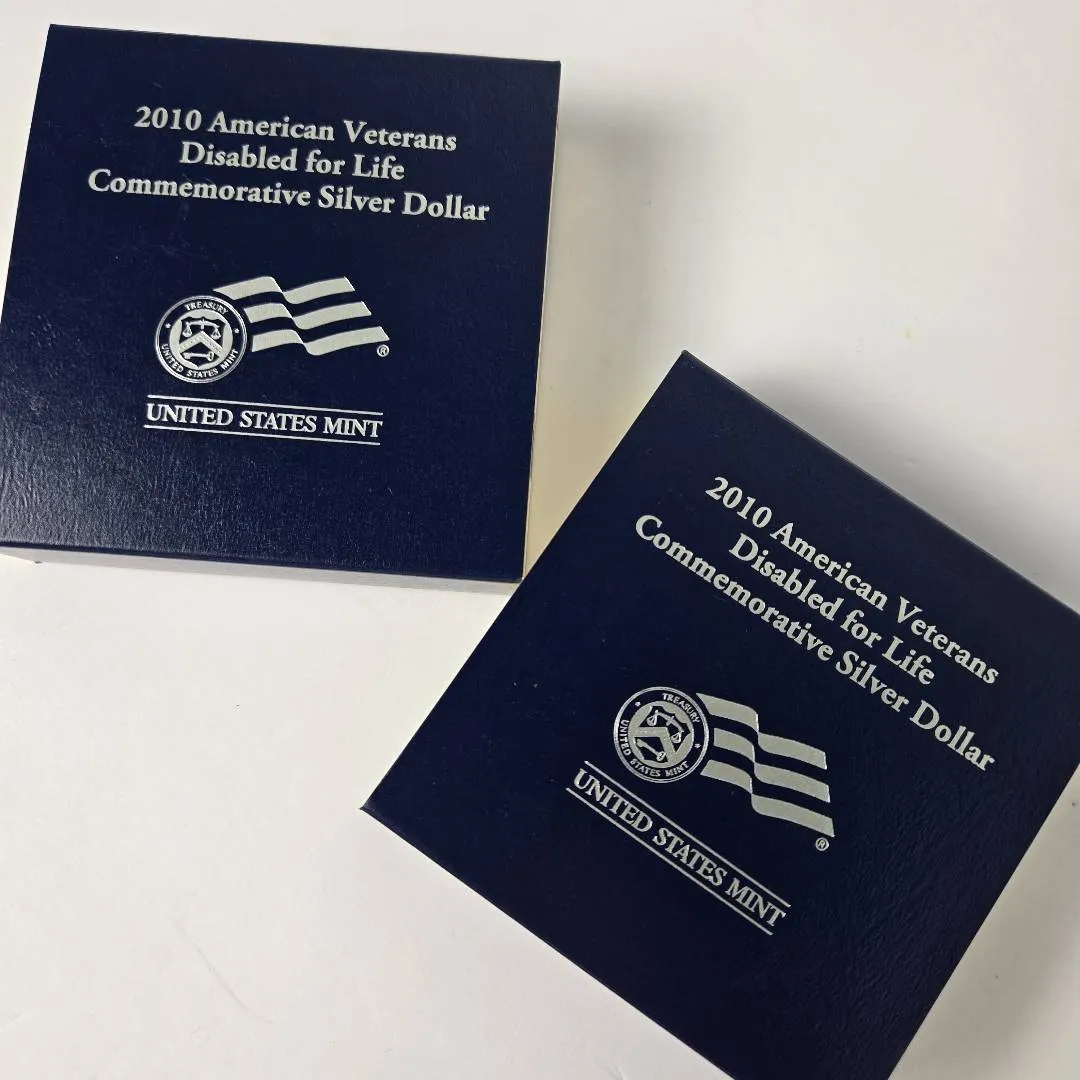 2010 American Veterans
Disabled for Life
Commemorative Silver Dollar
TREASURY
UNITED STATES MINT
®
UNITED STATES MINT
2010 American Veterans
Disabled for Life
Commemorative Silver Dollar
TREASURY
UNITED STATES MINT
®
UNITED STATES MINT